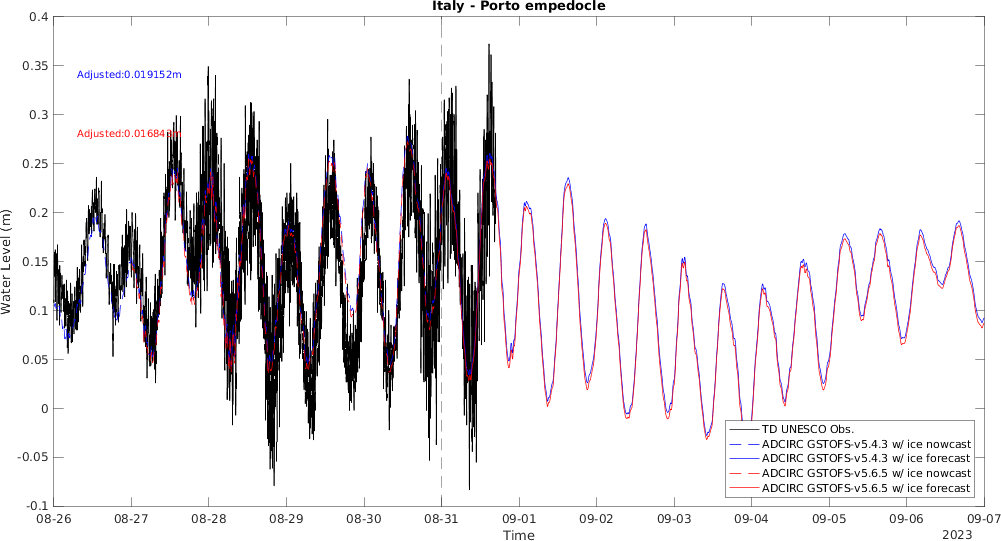 Italy - Porto empedocle
0.4
0.35
0.3
0.25
0.2
0.15
0.1
0.05
0
-0.05
-0.1
Water Level (m)
Adjusted:0.019152m
Adjusted:0.016843m
TD UNESCO Obs.
ADCIRC GSTOFS-v5.4.3 w/ ice nowcast
ADCIRC GSTOFS-v5.4.3 w/ ice forecast
ADCIRC GSTOFS-v5.6.5 w/ ice nowcast
ADCIRC GSTOFS-v5.6.5 w/ ice forecast
08-26 08-27 08-28 08-29 08-30 08-31 09-01 09-02 09-03 09-04 09-05 09-06 09-07
Time
2023